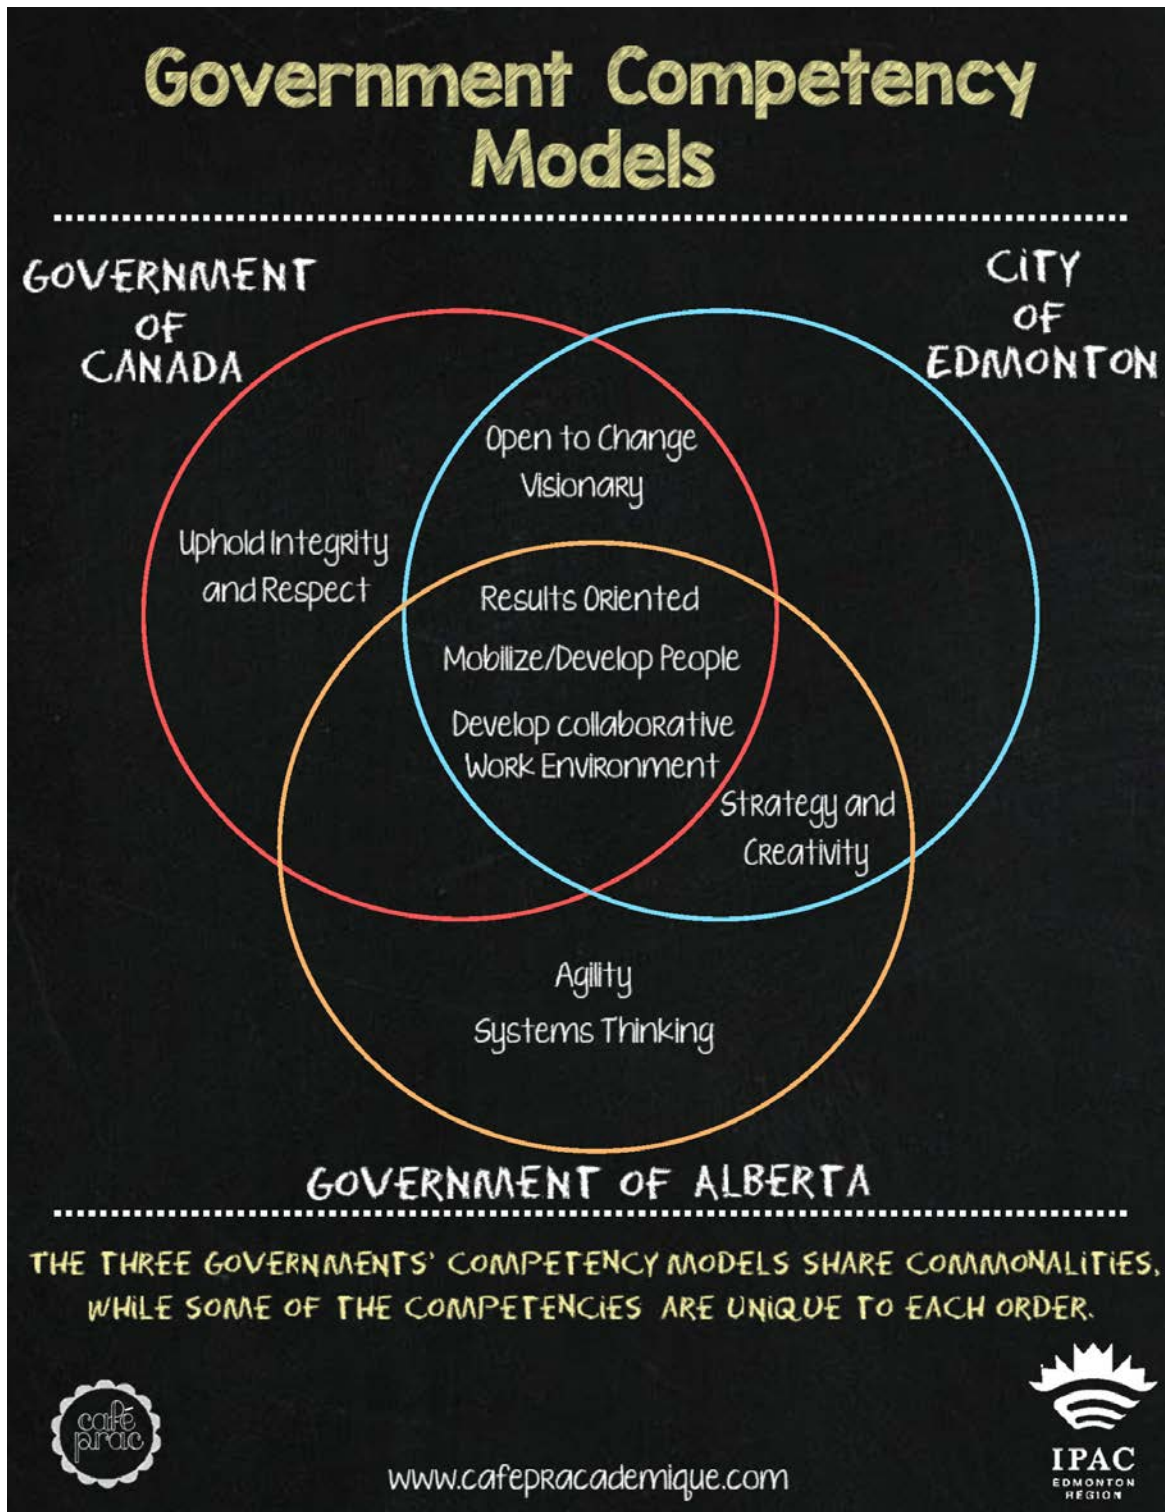 Government Competency
Models
GOVERNMENT
OF
CANADA
CiTY
OF
EDMONTON
Open to Change
Visionary
Uphold Integrity
and Respect
Results Oriented
Mobilize/Develop People
Develop collaborative
Work Environment
Strategy and
Creativity
Agility
Systems Thinking
GOVERNMENT OF ALBERTA
THE THREE GOVERNMENTS' COMPETENCY MODELS SHARE COMMONALiTiES,
WHILE SOME OF THE COMPETENCiES ARE UNiQUE TO EACH ORDER.
café
prac
www.cafepracademique.com
IPAC
EDMONTON
REGION